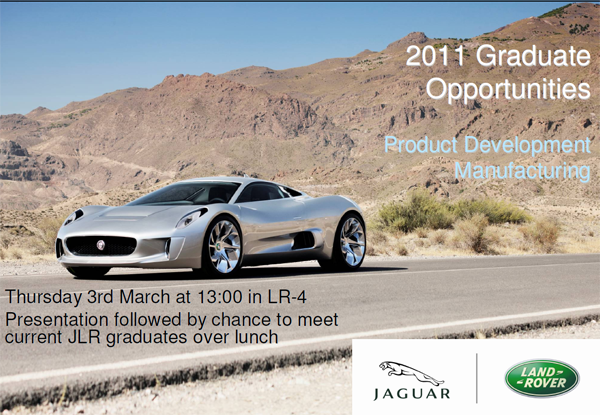 2011 Graduate
Opportunities
Product Development
Manufacturing
Thursday 3rd March at 13:00 in LR-4
Presentation followed by chance to meet
current JLR graduates over lunch
JAGUAR
LAND-
-ROVER